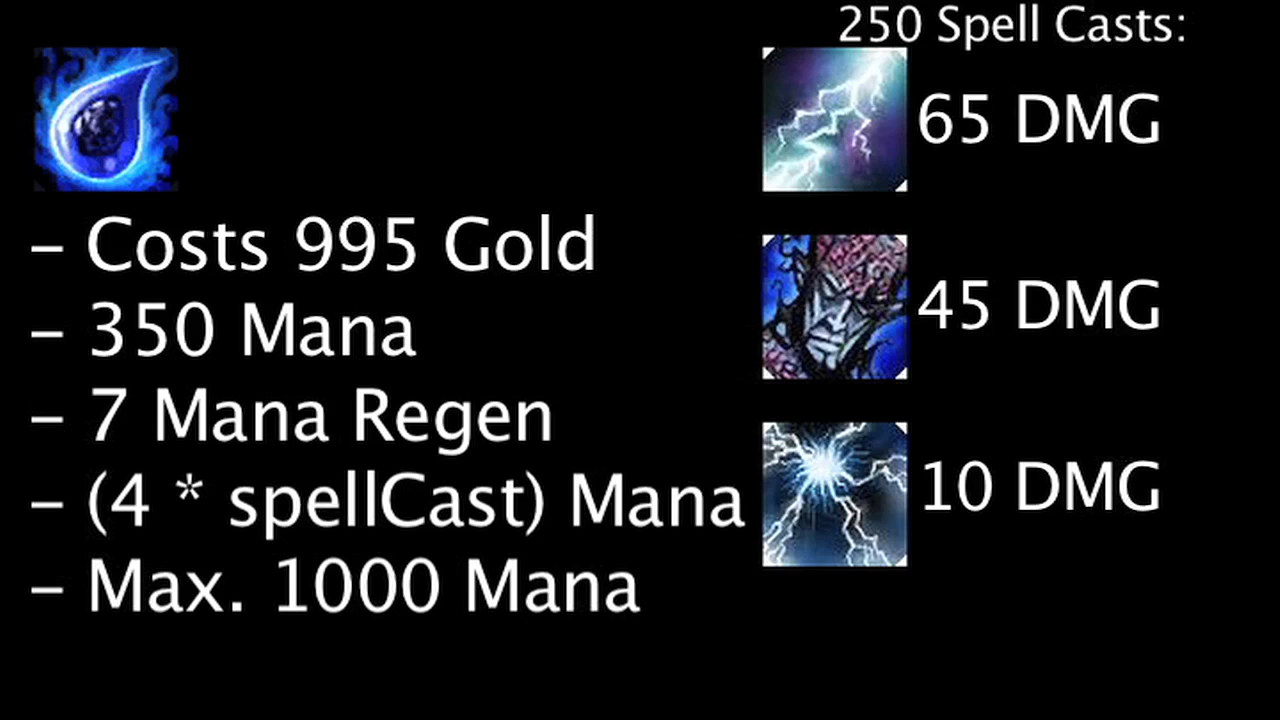 250 Spell Casts:
65 DMG
– Costs 995 Gold
– 350 Mana
45 DMG
– 7 Mana Regen
– (4 * spellCast) Mana
10 DMG
– Max. 1000 Mana